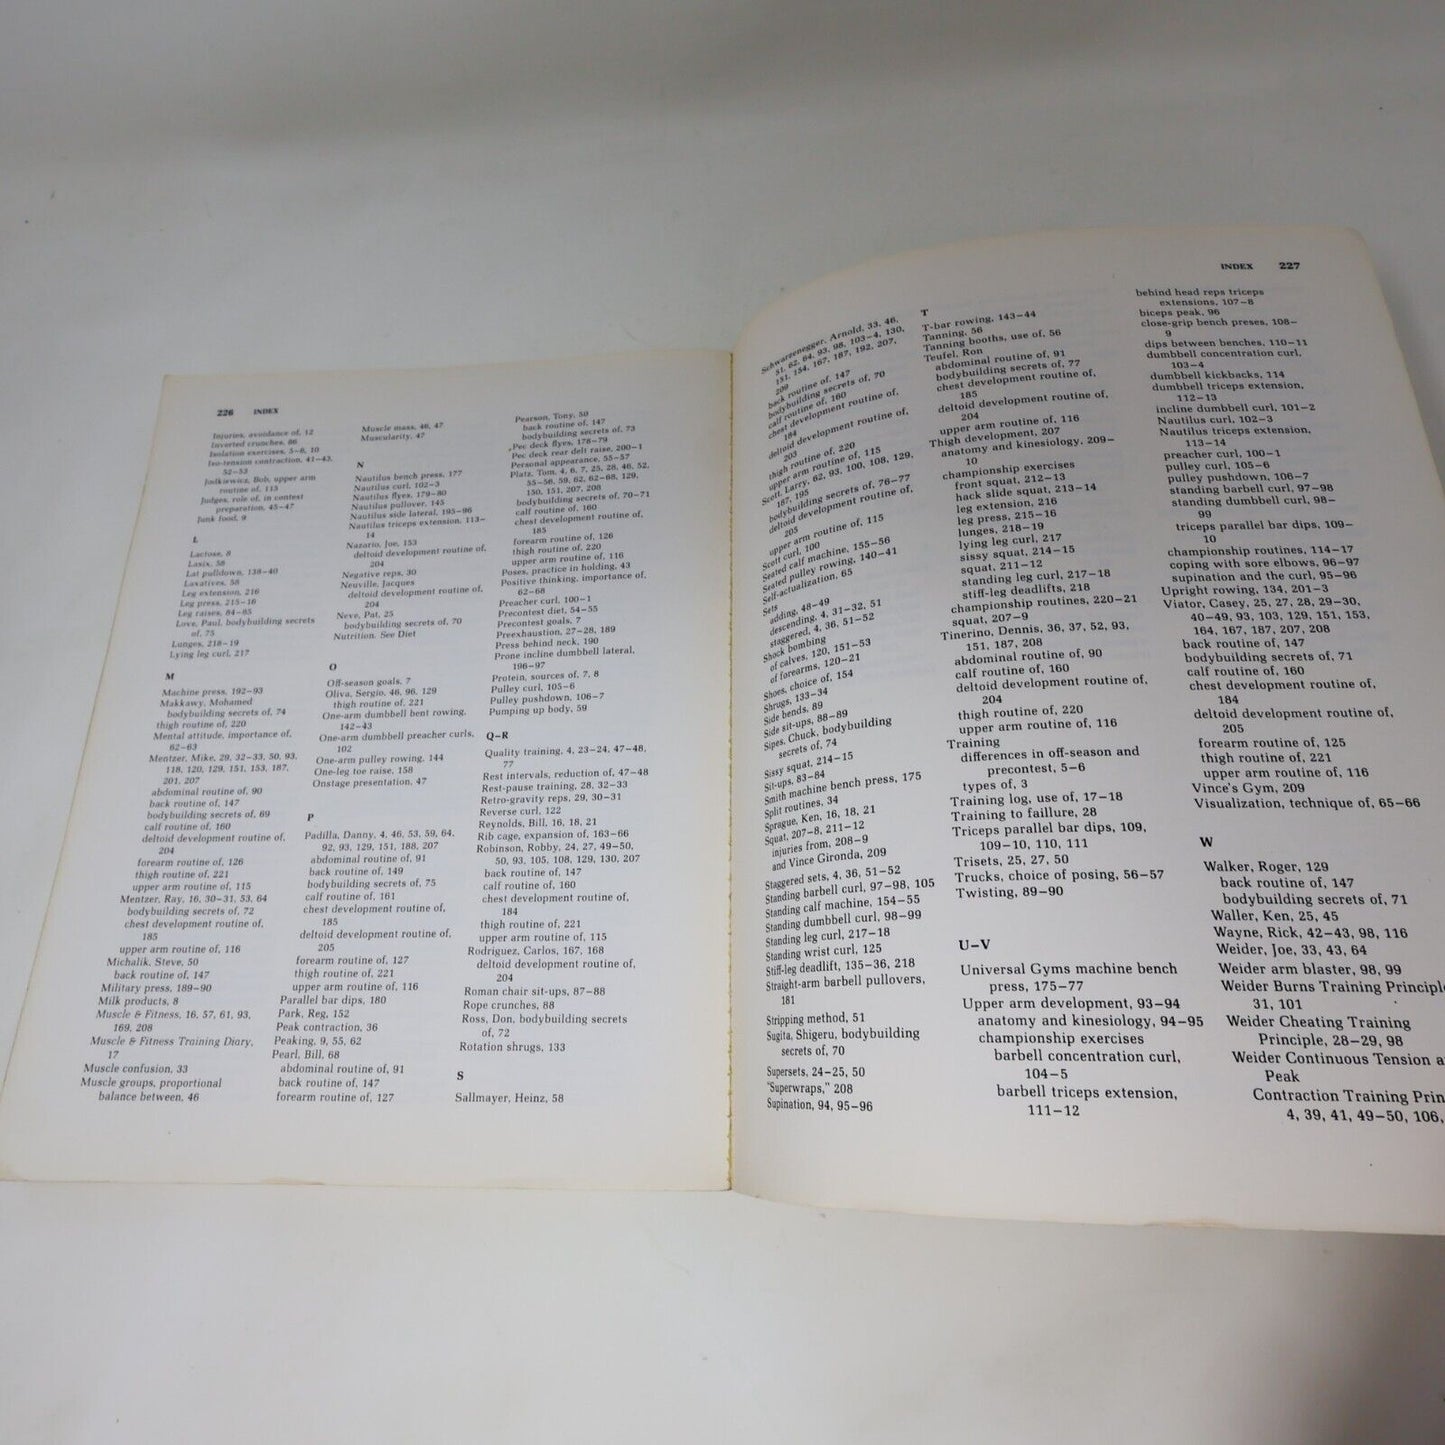 226 INDEX
Injuries, avoidance of, 12
Inverted crunches, 86
Isolation exercises, 5-6, 10
Iso-tension contraction, 41-43,
52-53
Jodkiewicz, Bob, upper arm
routine of, 115
Judges, role of, in contest
preparation, 45-47
Junk food, 9
L
Lactose, 8
Lasix, 58
Lat pulldown, 138-40
Laxatives, 58
Leg extension, 216
Leg press, 215-16
Leg raises, 84-85
Love, Paul, bodybuilding secrets
of, 75
Lunges, 218-19
Lying leg curl, 217
M
Machine press, 192-93
Makkawy, Mohamed
bodybuilding secrets of, 74
thigh routine of, 220
Mental attitude, importance of,
62-63
Mentzer, Mike, 29, 32-33, 50, 93,
118, 120, 129, 151, 153, 187,
201, 207
abdominal routine of, 90
back routine of, 147
bodybuilding secrets of, 69
calf routine of, 160
deltoid development routine of,
204
forearm routine of, 126
thigh routine of, 221
upper arm routine of, 115
Mentzer, Ray, 16, 30-31, 53, 64
bodybuilding secrets of, 72
chest development routine of,
185
upper arm routine of, 116
Michalik, Steve, 50
back routine of, 147
Military press, 189-90
Milk products, 8
Muscle & Fitness, 16, 57, 61, 93,
169, 208
Muscle & Fitness Training Diary,
17
Muscle confusion, 33
Muscle groups, proportional
balance between, 46
Muscle mass, 46, 47
Muscularity, 47
N
Nautilus bench press, 177
Nautilus curl, 102-3
Nautilus flyes, 179-80
Nautilus pullover, 145
Nautilus side lateral, 195-96
Nautilus triceps extension, 113-
14
Nazario, Joe, 153
deltoid development routine of,
204
Negative reps, 30
Neuville, Jacques
deltoid development routine of,
204
Neve, Pat, 25
bodybuilding secrets of, 70
Nutrition. See Diet
O
Off-season goals, 7
Oliva, Sergio, 46, 96, 129
thigh routine of, 221
One-arm dumbbell bent rowing,
142-43
One-arm dumbbell preacher curls,
102
One-arm pulley rowing, 144
One-leg toe raise, 158
Onstage presentation, 47
P
Padilla, Danny, 4, 46, 53, 59, 64,
92, 93, 129, 151, 188, 207
abdominal routine of, 91
back routine of, 149
bodybuilding secrets of, 75
calf routine of, 161
chest development routine of,
185
deltoid development routine of,
205
forearm routine of, 127
thigh routine of, 221
upper arm routine of, 116
Parallel bar dips, 180
Park, Reg, 152
Peak contraction, 36
Peaking, 9, 55, 62
Pearl, Bill, 68
abdominal routine of, 91
back routine of, 147
forearm routine of, 127
Pearson, Tony, 50
back routine of, 147
bodybuilding secrets of, 73
Pec deck flyes, 178-79
Pec deck rear delt raise, 200-1
Personal appearance, 55-57
Platz, Tom, 4, 6, 7, 25, 28, 46, 52,
55-56, 59, 62, 62-68, 129,
150, 151, 207, 208
bodybuilding secrets of, 70-71
calf routine of, 160
chest development routine of,
185
forearm routine of, 126
thigh routine of, 220
upper arm routine of, 116
Poses, practice in holding, 43
Positive thinking, importance of,
62-68
Preacher curl, 100-1
Precontest diet, 54-55
Precontest goals, 7
Preexhaustion, 27-28, 189
Press behind neck, 190
Prone incline dumbbell lateral,
196-97
Protein, sources of, 7, 8
Pulley curl, 105-6
Pulley pushdown, 106-7
Pumping up body, 59
Q-R
Quality training, 4, 23-24, 47-48,
77
Rest intervals, reduction of, 47-48
Rest-pause training, 28, 32-33
Retro-gravity reps, 29, 30-31
Reverse curl, 122
Reynolds, Bill, 16, 18, 21
Rib cage, expansion of, 163-66
Robinson, Robby, 24, 27, 49-50,
50, 93, 105, 108, 129, 130, 207
back routine of, 147
calf routine of, 160
chest development routine of,
184
thigh routine of, 221
upper arm routine of, 115
Rodriguez, Carlos, 167, 168
deltoid development routine of,
204
Roman chair sit-ups, 87-88
Rope crunches, 88
Ross, Don, bodybuilding secrets
of, 72
Rotation shrugs, 133
S
Sallmayer, Heinz, 58
INDEX 227
Schwarzenegger, Arnold, 33, 46,
51, 62, 64, 93, 98, 103-4, 130,
151, 154, 167, 187, 192, 207,
209
back routine of, 147
bodybuilding secrets of, 70
calf routine of, 160
chest development routine of,
184
deltoid development routine of,
203
thigh routine of, 220
upper arm routine of, 115
Scott, Larry, 62, 93, 100, 108, 129,
187, 195
bodybuilding secrets of, 76-77
deltoid development routine of,
205
upper arm routine of, 115
Scott curl, 100
Seated calf machine, 155-56
Seated pulley rowing, 140-41
Self-actualization, 65
Sets
adding, 48-49
descending, 4, 31-32, 51
staggered, 4, 36, 51-52
Shock bombing
of calves, 120, 151-53
of forearms, 120-21
Shoes, choice of, 154
Shrugs, 133-34
Side bends, 89
Side sit-ups, 88-89
Sipes, Chuck, bodybuilding
secrets of, 74
Sissy squat, 214-15
Sit-ups, 83-84
Smith machine bench press, 175
Split routines, 34
Sprague, Ken, 16, 18, 21
Squat, 207-8, 211-12
injuries from, 208-9
and Vince Gironda, 209
Staggered sets, 4, 36, 51-52
Standing barbell curl, 97-98, 105
Standing calf machine, 154-55
Standing dumbbell curl, 98-99
Standing leg curl, 217-18
Standing wrist curl, 125
Stiff-leg deadlift, 135-36, 218
Straight-arm barbell pullovers,
181
Stripping method, 51
Sugita, Shigeru, bodybuilding
secrets of, 70
Supersets, 24-25, 50
"Superwraps," 208
Supination, 94, 95-96
T
T-bar rowing, 143-44
Tanning, 56
Tanning booths, use of, 56
Teufel, Ron
abdominal routine of, 91
bodybuilding secrets of, 77
chest development routine of,
185
deltoid development routine of,
204
upper arm routine of, 116
Thigh development, 207
anatomy and kinesiology, 209-
10
championship exercises
front squat, 212-13
hack slide squat, 213-14
leg extension, 216
leg press, 215-16
lunges, 218-19
lying leg curl, 217
sissy squat, 214-15
squat, 211-12
standing leg curl, 217-18
stiff-leg deadlifts, 218
championship routines, 220-21
squat, 207-9
Tinerino, Dennis, 36, 37, 52, 93,
151, 187, 208
abdominal routine of, 90
calf routine of, 160
deltoid development routine of,
204
thigh routine of, 220
upper arm routine of, 116
Training
differences in off-season and
precontest, 5-6
types of, 3
Training log, use of, 17-18
Training to faillure, 28
Triceps parallel bar dips, 109,
109-10, 110, 111
Trisets, 25, 27, 50
Trucks, choice of posing, 56-57
Twisting, 89-90
U-V
Universal Gyms machine bench
press, 175-77
Upper arm development, 93-94
anatomy and kinesiology, 94-95
championship exercises
barbell concentration curl,
104-5
barbell triceps extension,
111-12
behind head reps triceps
extensions, 107-8
biceps peak, 96
close-grip bench preses, 108-
9
dips between benches, 110-11
dumbbell concentration curl,
103-4
dumbbell kickbacks, 114
dumbbell triceps extension,
112-13
incline dumbbell curl, 101-2
Nautilus curl, 102-3
Nautilus triceps extension,
113-14
preacher curl, 100-1
pulley curl, 105-6
pulley pushdown, 106-7
standing barbell curl, 97-98
standing dumbbell curl, 98-
99
triceps parallel bar dips, 109-
10
championship routines, 114-17
coping with sore elbows, 96-97
supination and the curl, 95-96
Upright rowing, 134, 201-3
Viator, Casey, 25, 27, 28, 29-30,
40-49, 93, 103, 129, 151, 153,
164, 167, 187, 207, 208
back routine of, 147
bodybuilding secrets of, 71
calf routine of, 160
chest development routine of,
184
deltoid development routine of,
205
forearm routine of, 125
thigh routine of, 221
upper arm routine of, 116
Vince's Gym, 209
Visualization, technique of, 65-66
W
Walker, Roger, 129
back routine of, 147
bodybuilding secrets of, 71
Waller, Ken, 25, 45
Wayne, Rick, 42-43, 98, 116
Weider, Joe, 33, 43, 64
Weider arm blaster, 98, 99
Weider Burns Training Principle
31, 101
Weider Cheating Training
Principle, 28-29, 98
Weider Continuous Tension a
Peak
Contraction Training Prin
4, 39, 41, 49-50, 106,